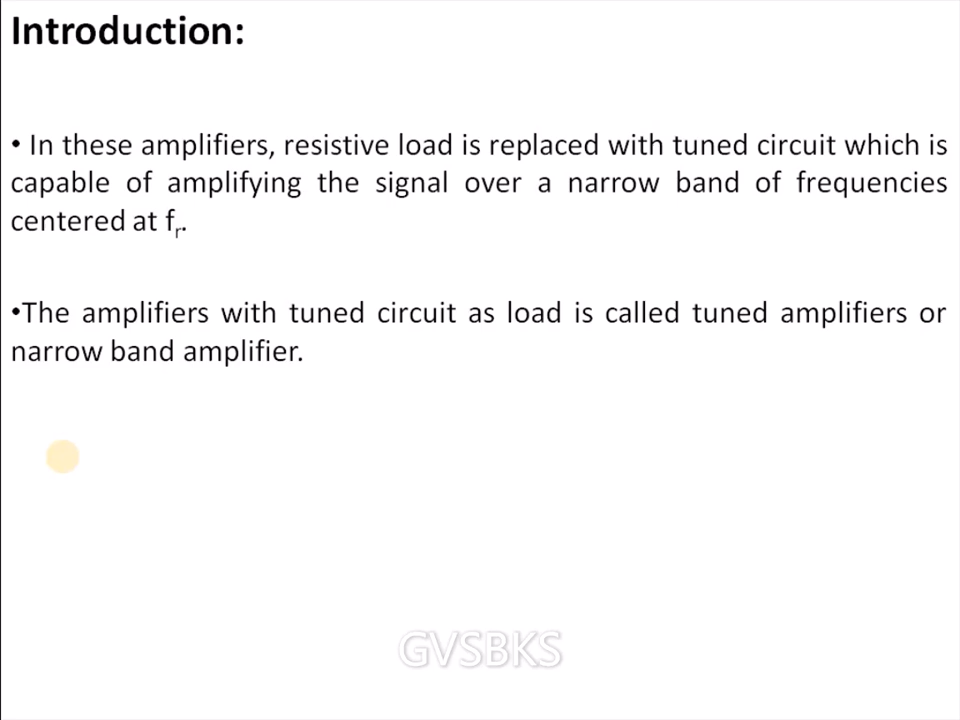 Introduction:
• In these amplifiers, resistive load is replaced with tuned circuit which is
capable of amplifying the signal over a narrow band of frequencies
centered at fr.
•The amplifiers with tuned circuit as load is called tuned amplifiers or
narrow band amplifier.
GVSBKS